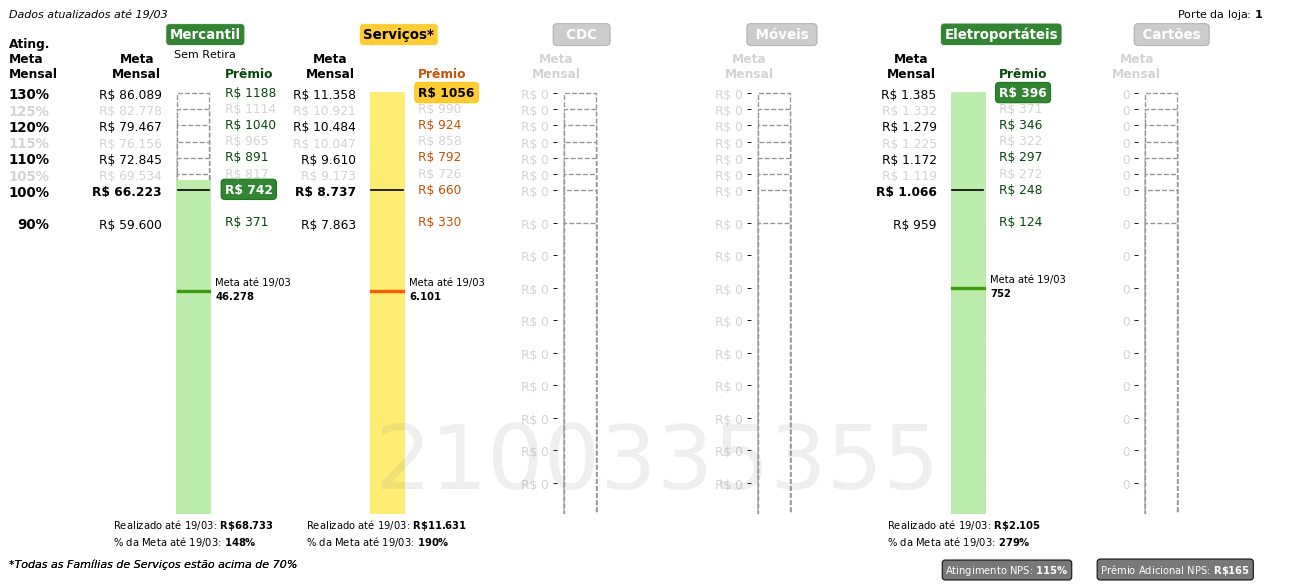 Dados atualizados até 19/03 Porte da loja: 1
Mercantil Serviços* CDC Móveis Eletroportáteis Cartões
Sem Retira
Ating. Meta Mensal Meta Mensal Prêmio Meta Mensal Prêmio Meta Mensal Meta Mensal Meta Mensal Prêmio Meta Mensal
130% R$ 86.089 R$ 1188 R$ 11.358 R$ 1056 R$ 0 R$ 0 R$ 1.385 R$ 396 0
125% R$ 82.778 R$ 1114 R$ 10.921 R$ 990 R$ 0 R$ 0 R$ 1.332 R$ 371 0
120% R$ 79.467 R$ 1040 R$ 10.484 R$ 924 R$ 0 R$ 0 R$ 1.279 R$ 346 0
115% R$ 76.156 R$ 965 R$ 10.047 R$ 858 R$ 0 R$ 0 R$ 1.225 R$ 322 0
110% R$ 72.845 R$ 891 R$ 9.610 R$ 792 R$ 0 R$ 0 R$ 1.172 R$ 297 0
105% R$ 69.534 R$ 817 R$ 9.173 R$ 726 R$ 0 R$ 0 R$ 1.119 R$ 272 0
100% R$ 66.223 R$ 742 R$ 8.737 R$ 660 R$ 0 R$ 0 R$ 1.066 R$ 248 0
90% R$ 59.600 R$ 371 R$ 7.863 R$ 330 R$ 0 R$ 0 R$ 959 R$ 124 0
R$ 0 R$ 0 0
Meta até 19/03 Meta até 19/03 Meta até 19/03
46.278 6.101 R$ 0 R$ 0 752 0
R$ 0 R$ 0 0
R$ 0 R$ 0 0
R$ 0 R$ 0 0
R$ 0 R$ 0 0
2100335355
R$ 0 R$ 0 0
R$ 0 R$ 0 0
Realizado até 19/03: R$68.733 Realizado até 19/03: R$11.631 Realizado até 19/03: R$2.105
% da Meta até 19/03: 148% % da Meta até 19/03: 190% % da Meta até 19/03: 279%
*Todas as Famílias de Serviços estão acima de 70% Atingimento NPS: 115% Prêmio Adicional NPS: R$165